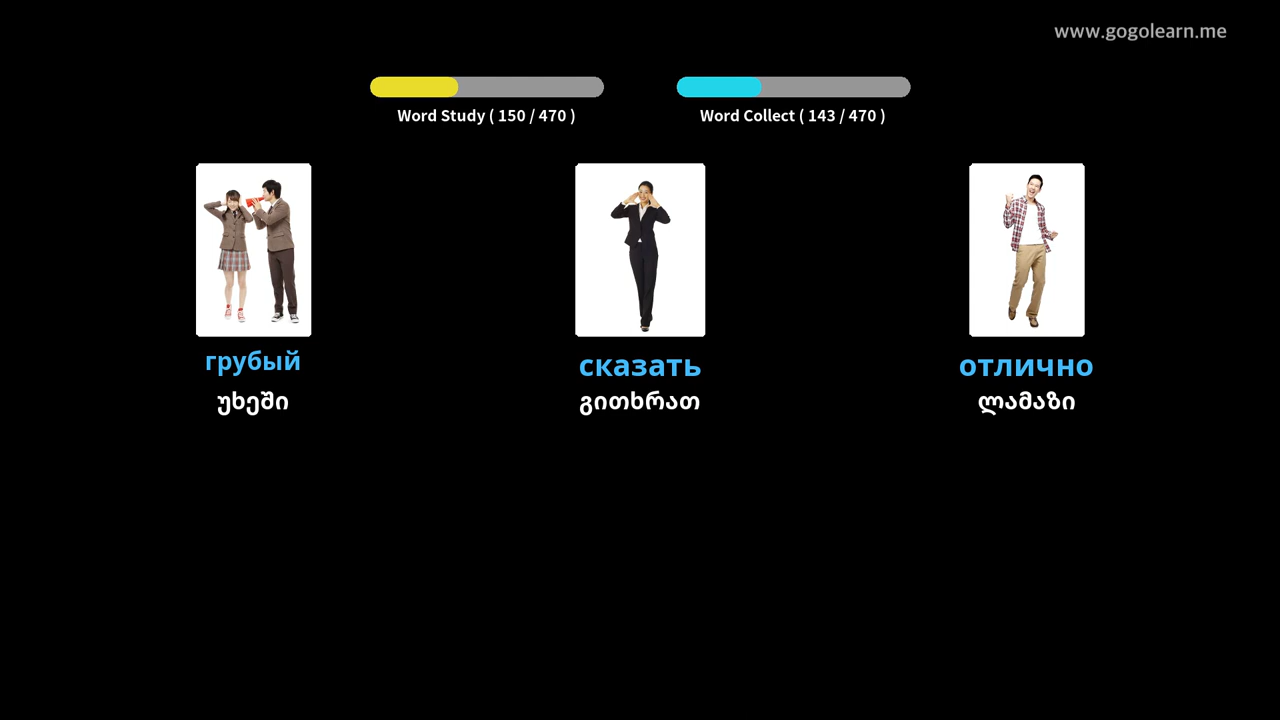 www.gogolearn.me
Word Study ( 150 / 470 )
Word Collect ( 143 / 470 )
грубый
უხეში
сказать
გითხრათ
отлично
ლამაზი